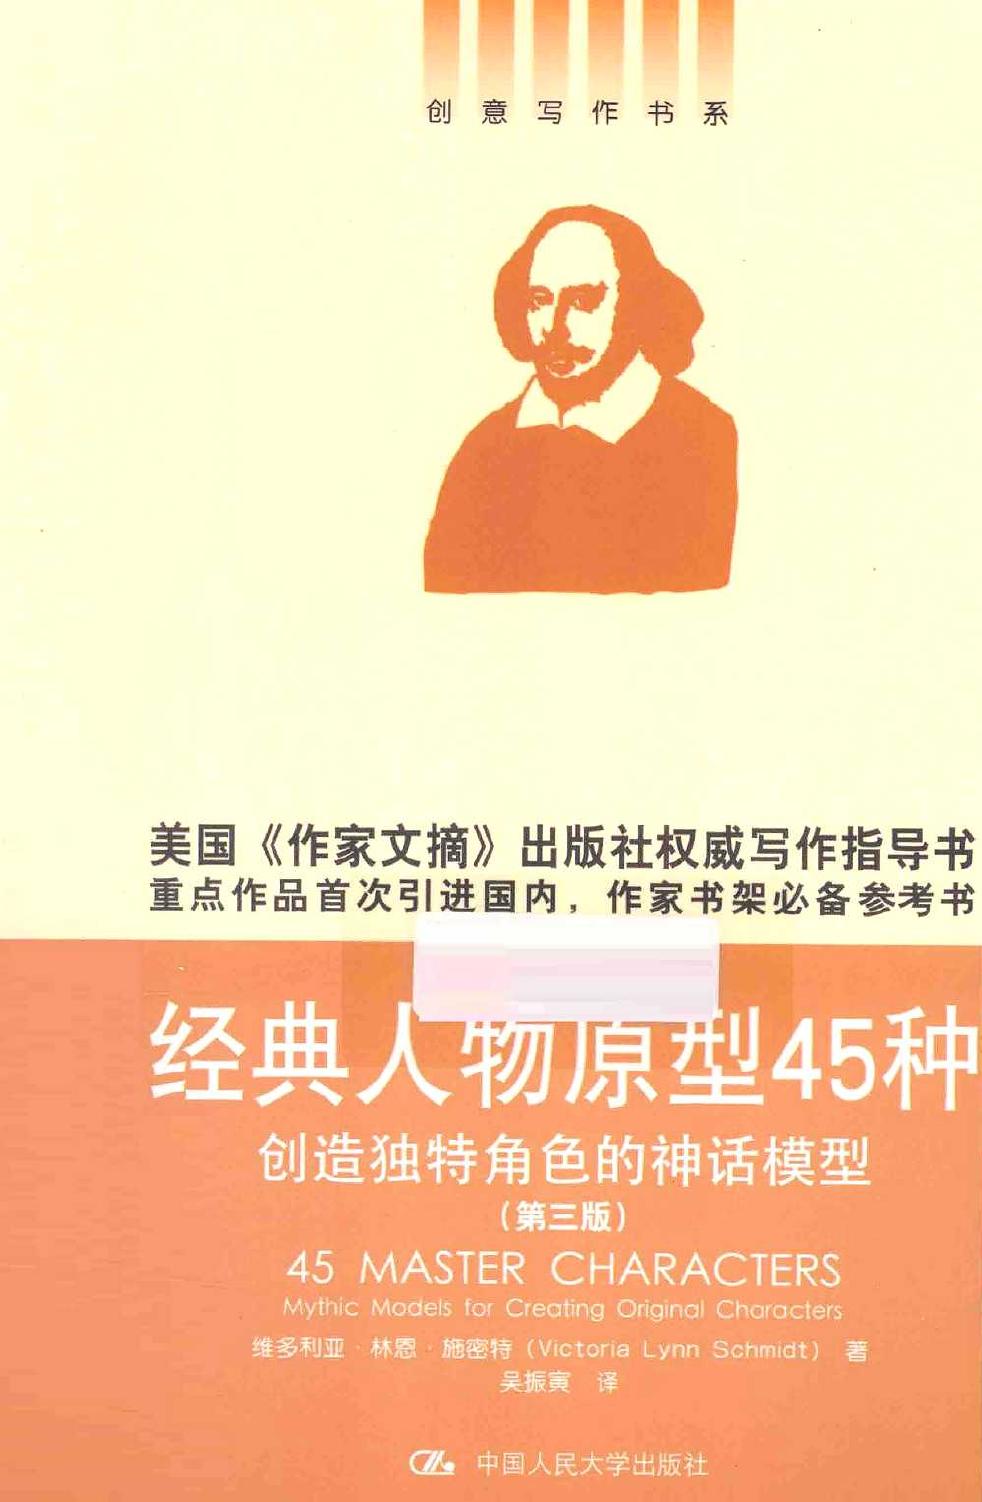 创意写作书系
美国《作家文摘》出版社权威写作指导书
重点作品首次引进国内，作家书架必备参考书
经典人物原型45种
创造独特角色的神话模型
（第三版）
45 MASTER CHARACTERS
Mythic Models for Creating Original Characters
维多利亚·林恩·施密特（Victoria Lynn Schmidt） 著
吴振寅 译
中国人民大学出版社